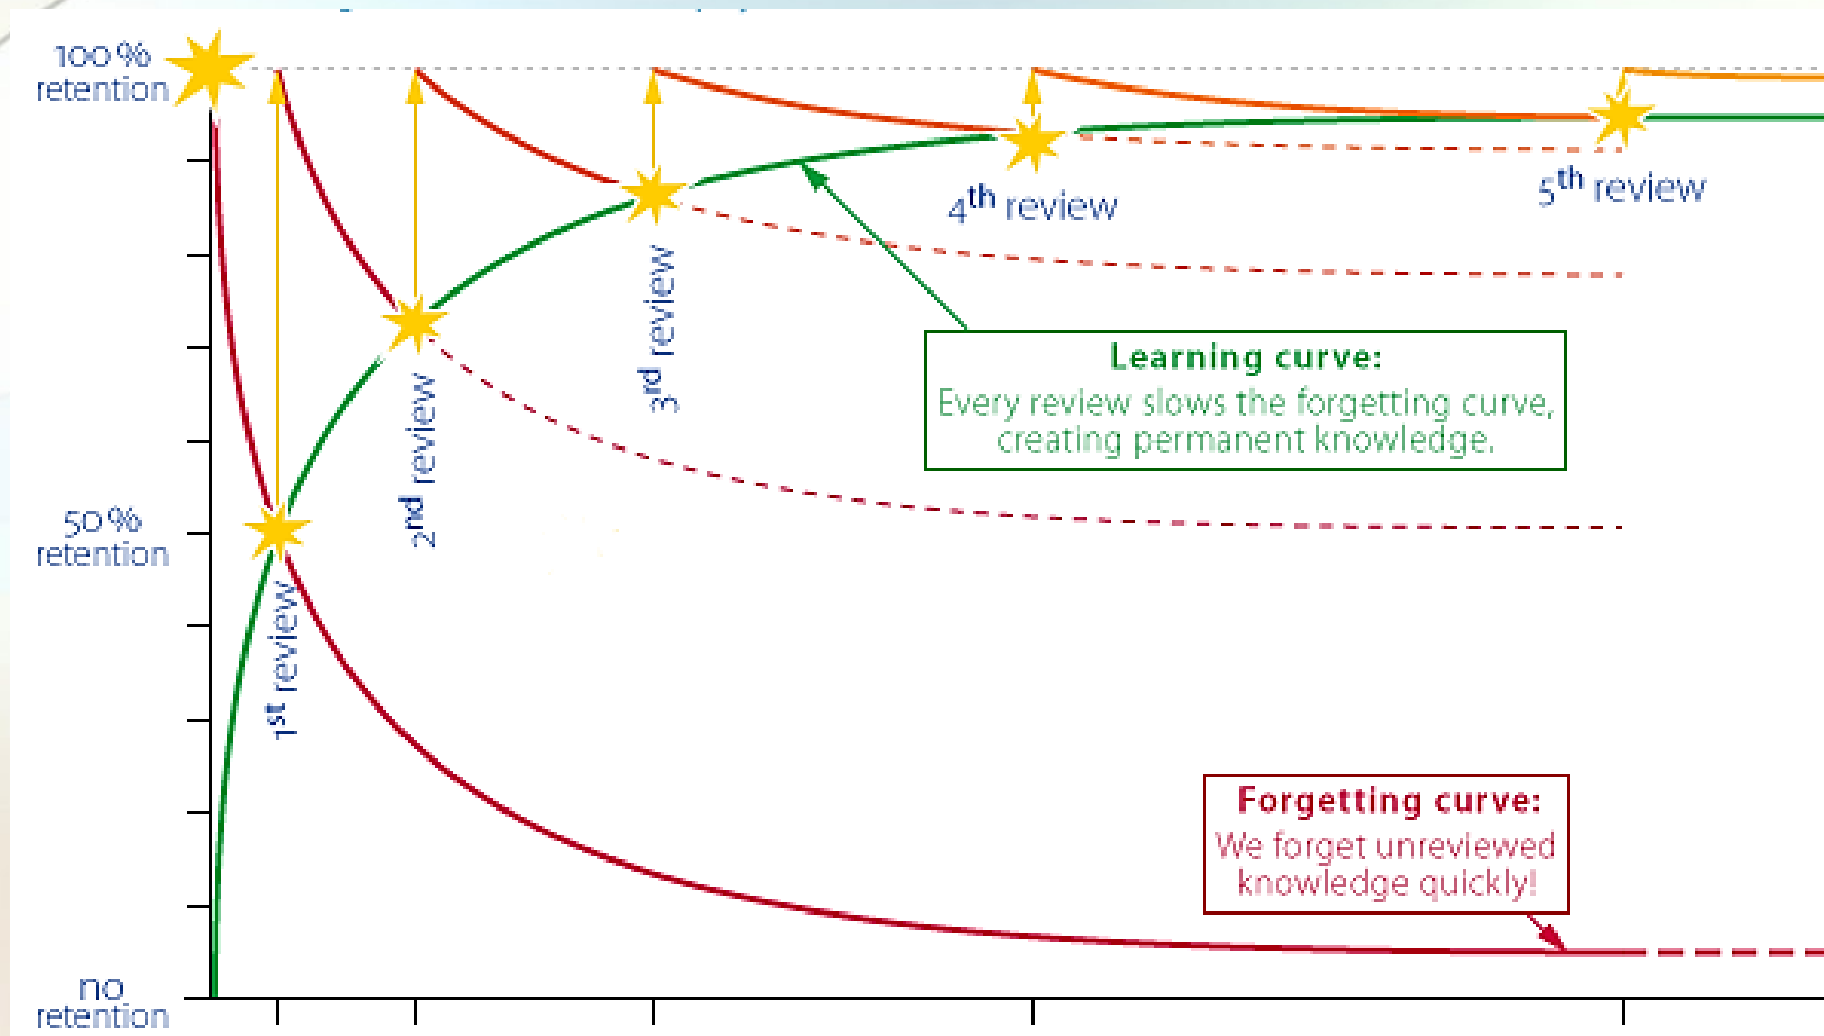 100%
retention
50%
retention
no
retention
1st review
2nd review
3rd review
4th review
5th review
Learning curve:
Every review slows the forgetting curve,
creating permanent knowledge.
Forgetting curve:
We forget unreviewed
knowledge quickly!